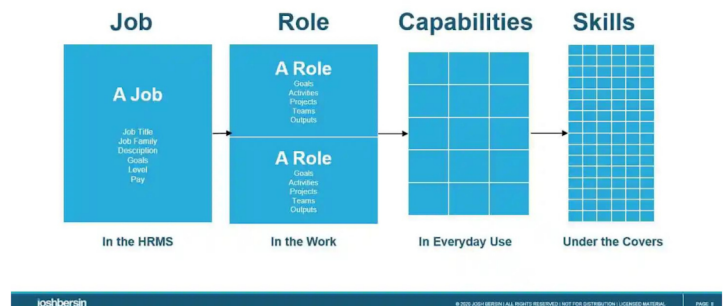 Job
Role
Capabilities
Skills
A Job
Job Title
Job Family
Description
Goals
Level
Pay
A Role
Goals
Activities
Projects
Teams
Outputs
A Role
Goals
Activities
Projects
Teams
Outputs
In the HRMS
In the Work
In Everyday Use
Under the Covers
joshbersin
JOSH BERSIN | ALL RIGHTS RESERVED | NOT FOR DISTRIBUTION | LICENSED MATERIAL
PAGE